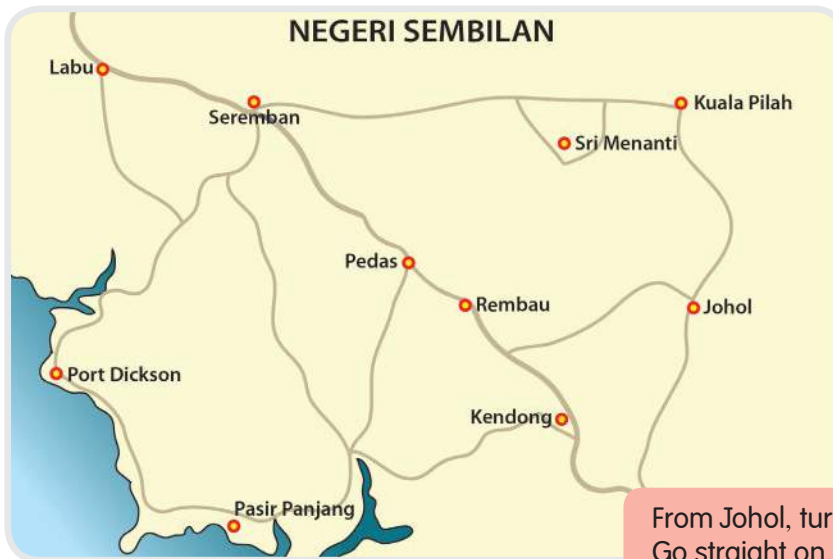 NEGERI SEMBILAN
Labu
Seremban
Kuala Pilah
Sri Menanti
Pedas
Rembau
Johol
Port Dickson
Kendong
Pasir Panjang
From Johol,
Go straight on